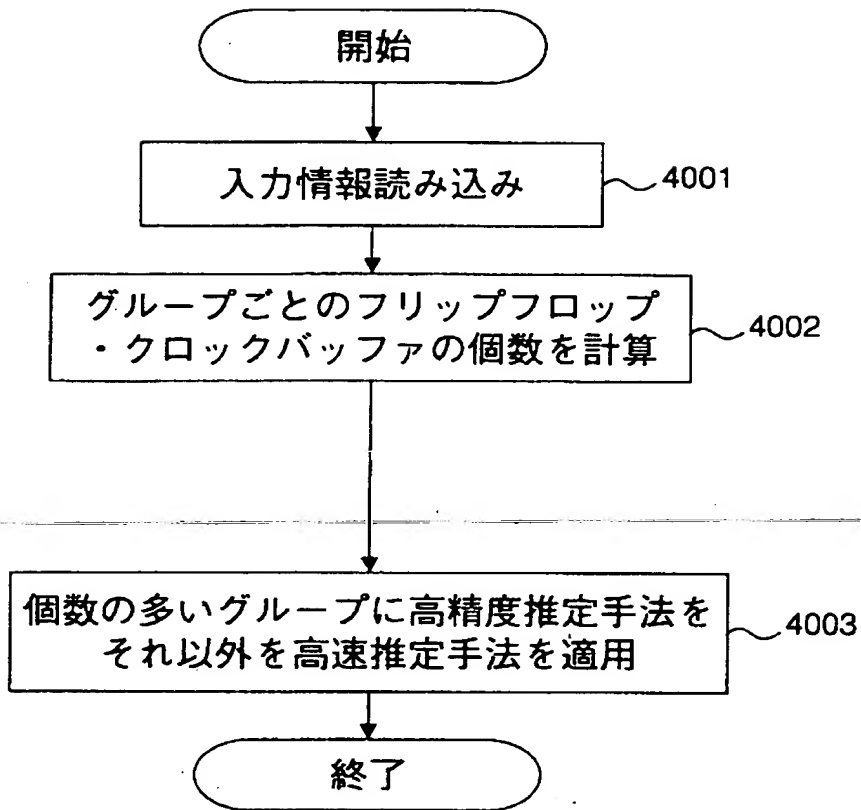 開始
入力情報読み込み
4001
グループごとのフリップフロップ
・クロックバッファの個数を計算
4002
個数の多いグループに高精度推定手法を
それ以外を高速推定手法を適用
4003
終了